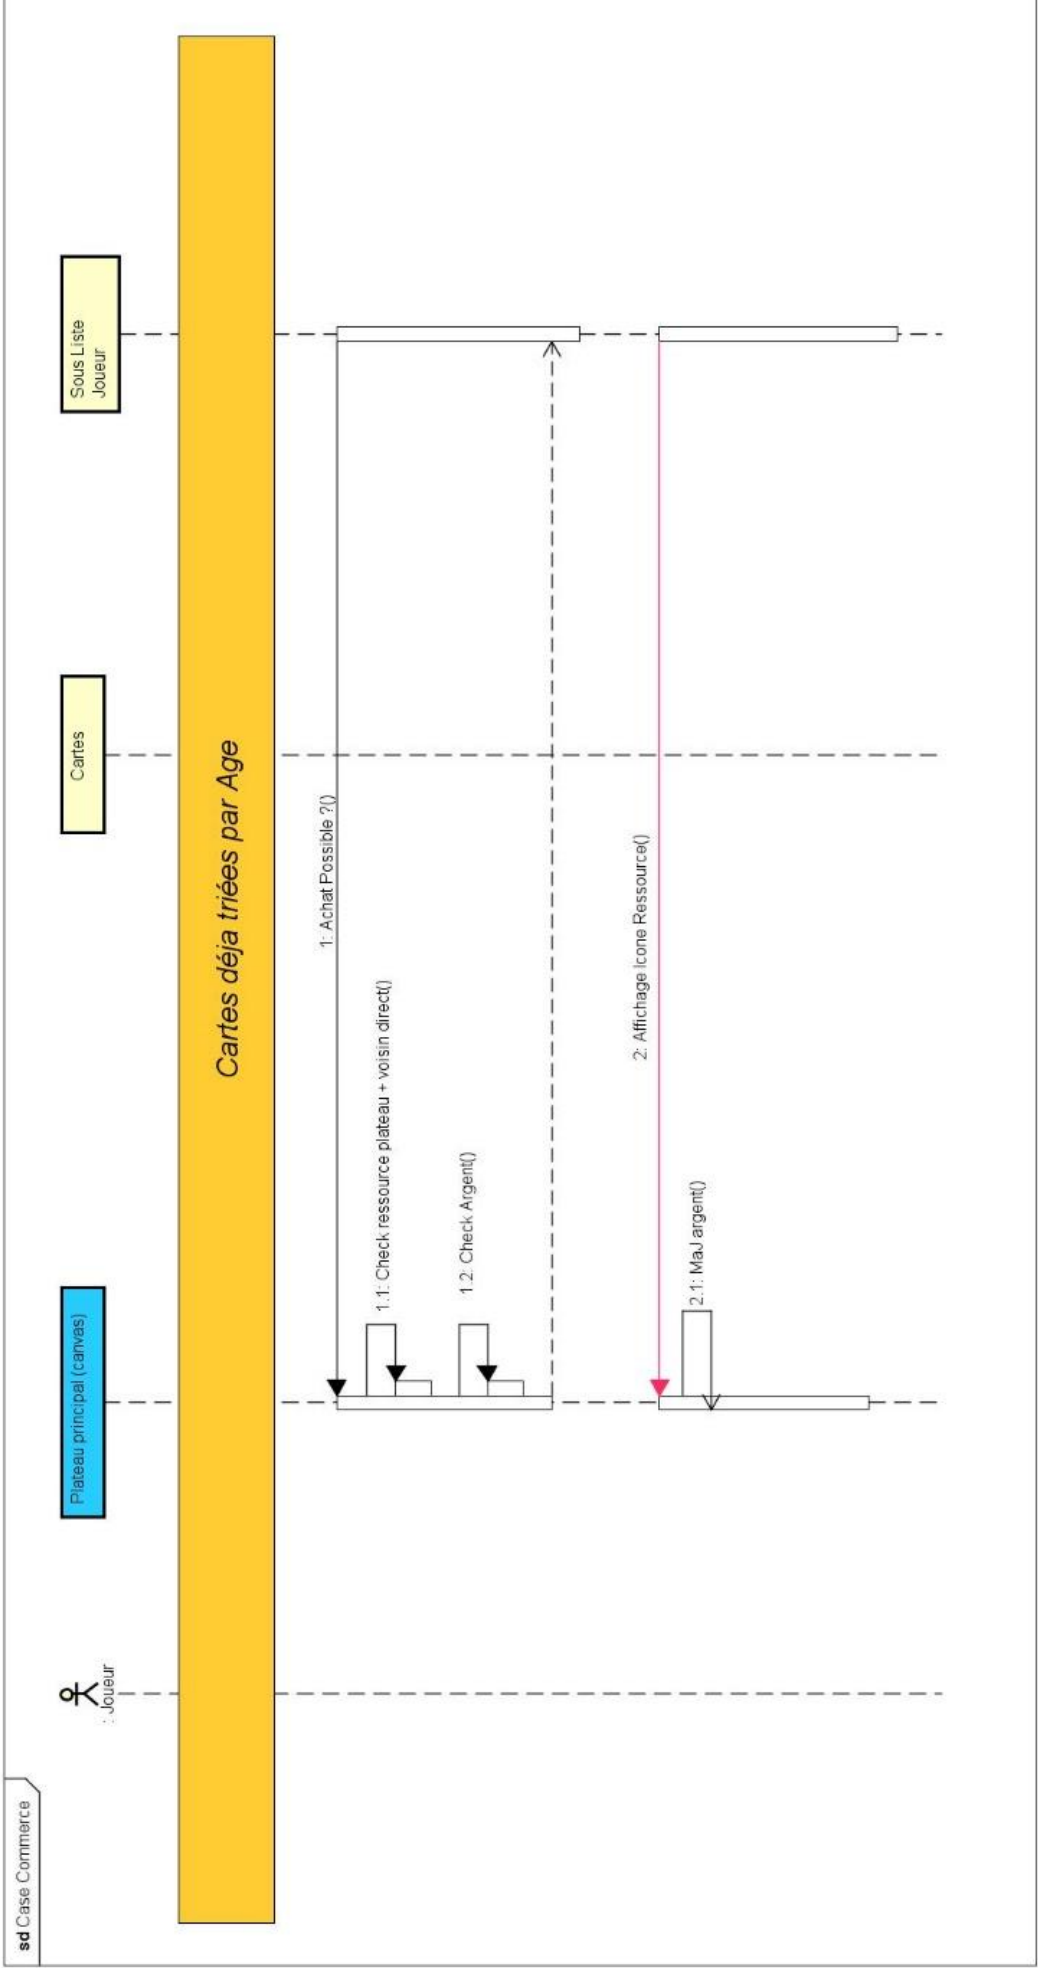 sd Case Commerce
: Joueur
Plateau principal (canvas)
Cartes
Sous Liste
Joueur
Cartes déja triées par Age
1: Achat Possible ?()
1.1: Check ressource plateau + voisin direct()
1.2: Check Argent()
2: Affichage Icone Ressource()
2.1: MaJ argent()